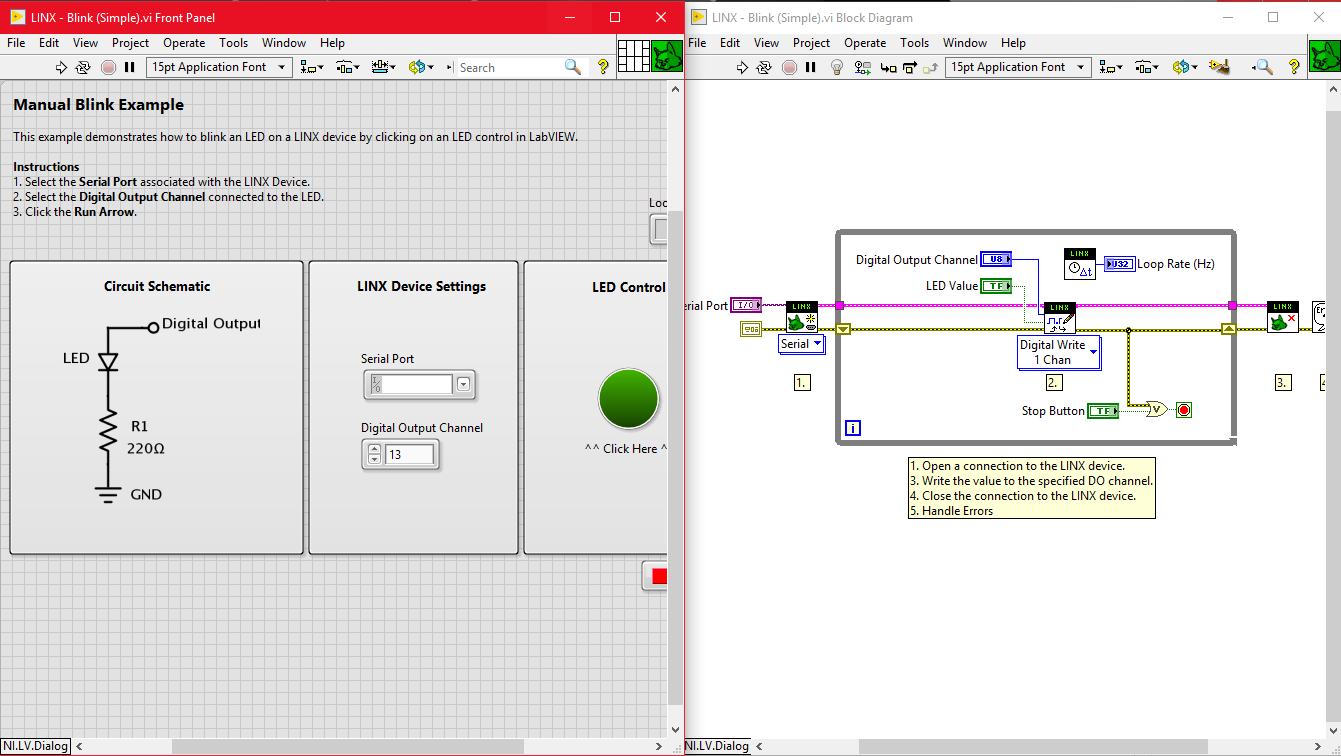 LINX - Blink (Simple).vi Front Panel
File Edit View Project Operate Tools Window Help
15pt Application Font
Search
Manual Blink Example
This example demonstrates how to blink an LED on a LINX device by clicking on an LED control in LabVIEW.
Instructions
1. Select the Serial Port associated with the LINX Device.
2. Select the Digital Output Channel connected to the LED.
3. Click the Run Arrow.
Loo
Circuit Schematic
Digital Output
LED
R1
220Ω
GND
LINX Device Settings
Serial Port
I/O
Digital Output Channel
13
LED Control
^^ Click Here ^
NI.LV.Dialog
LINX - Blink (Simple).vi Block Diagram
File Edit View Project Operate Tools Window Help
15pt Application Font
Digital Output Channel
U8
LINX
U32
Loop Rate (Hz)
LED Value
TF
erial Port
I/O
LINX
LINX
LINX
Serial
Digital Write
1 Chan
1.
2.
3.
4
Stop Button
TF
i
1. Open a connection to the LINX device.
3. Write the value to the specified DO channel.
4. Close the connection to the LINX device.
5. Handle Errors
NI.LV.Dialog